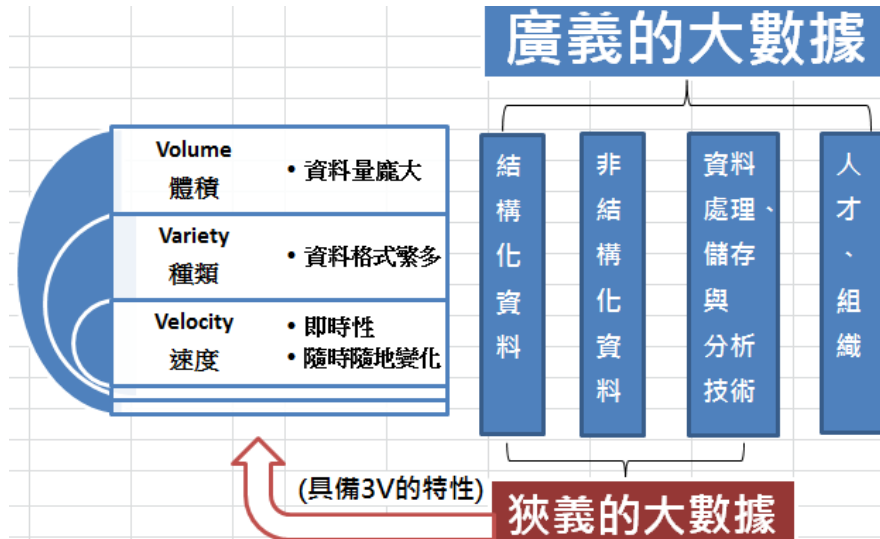 廣義的大數據
Volume
體積
• 資料量龐大
Variety
種類
• 資料格式繁多
Velocity
速度
• 即時性
• 隨時隨地變化
結構化資料
非結構化資料
資料
處理、
儲存
與
分析
技術
人才、組織
(具備3V的特性)
狹義的大數據